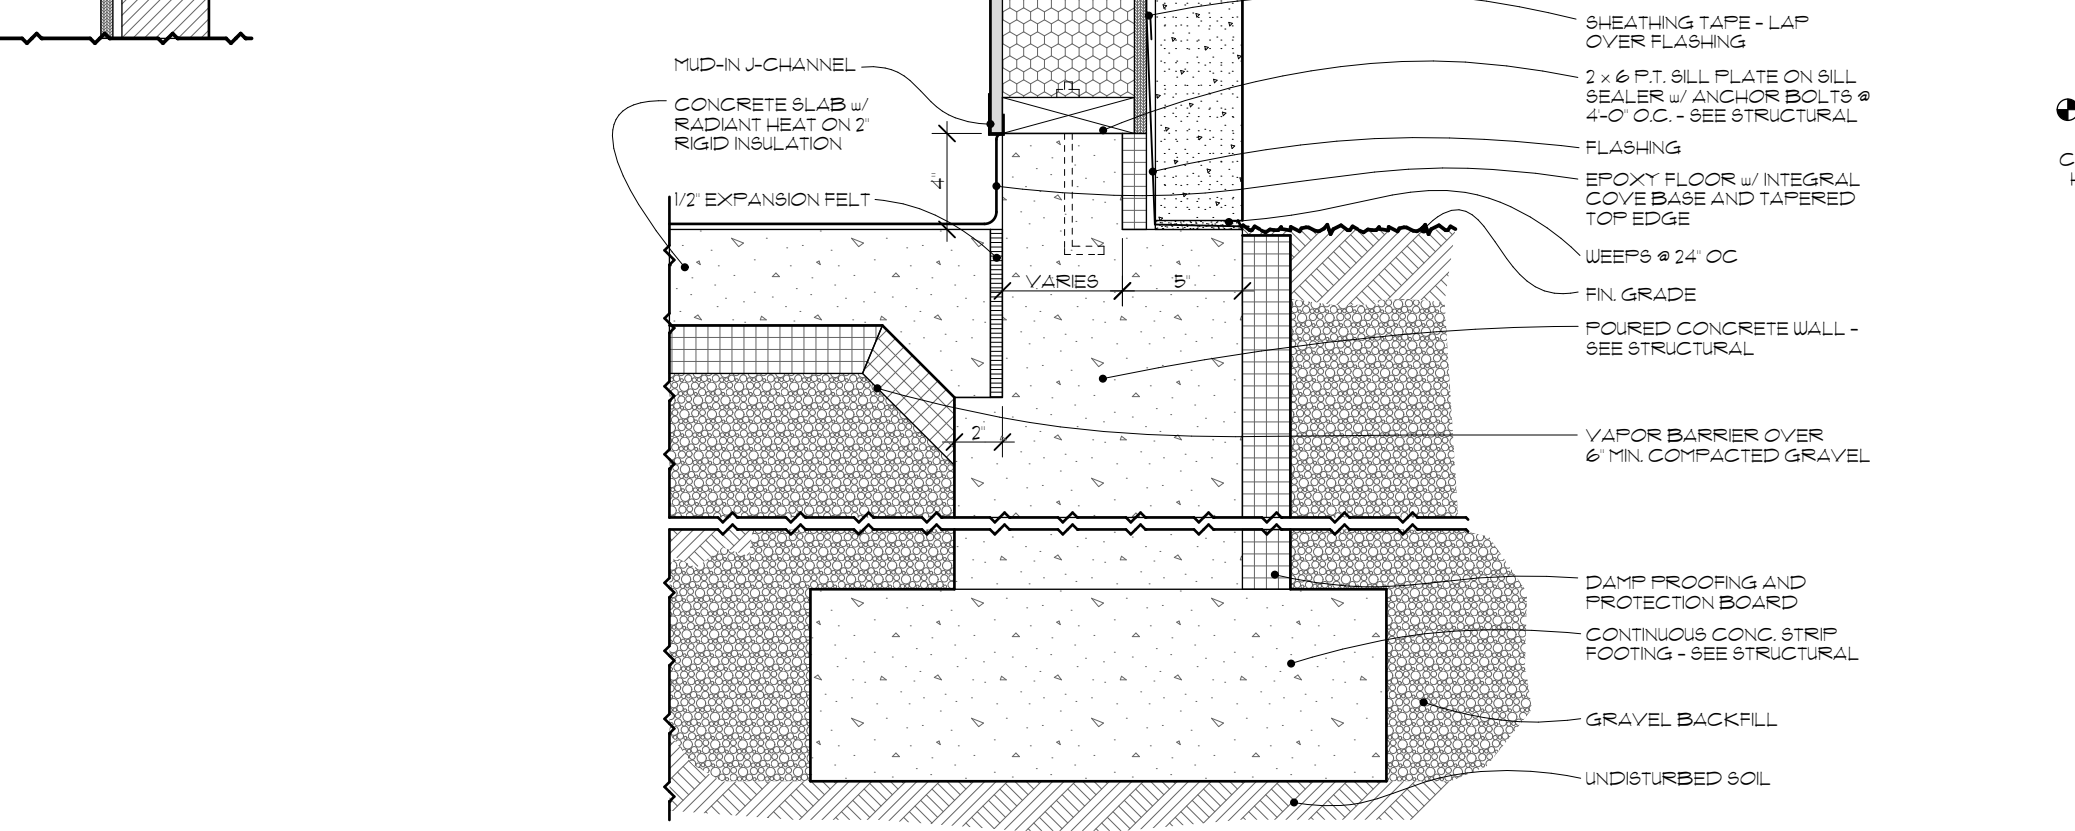 MUD-IN J-CHANNEL
CONCRETE SLAB w/
RADIANT HEAT ON 2"
RIGID INSULATION
1/2" EXPANSION FELT
4"
VARIES
5"
2"
SHEATHING TAPE - LAP
OVER FLASHING
2 x 6 P.T. SILL PLATE ON SILL
SEALER w/ ANCHOR BOLTS @
4'-0" O.C. - SEE STRUCTURAL
FLASHING
EPOXY FLOOR w/ INTEGRAL
COVE BASE AND TAPERED
TOP EDGE
WEEPS @ 24" OC
FIN. GRADE
POURED CONCRETE WALL -
SEE STRUCTURAL
VAPOR BARRIER OVER
6" MIN. COMPACTED GRAVEL
DAMP PROOFING AND
PROTECTION BOARD
CONTINUOUS CONC. STRIP
FOOTING - SEE STRUCTURAL
GRAVEL BACKFILL
UNDISTURBED SOIL